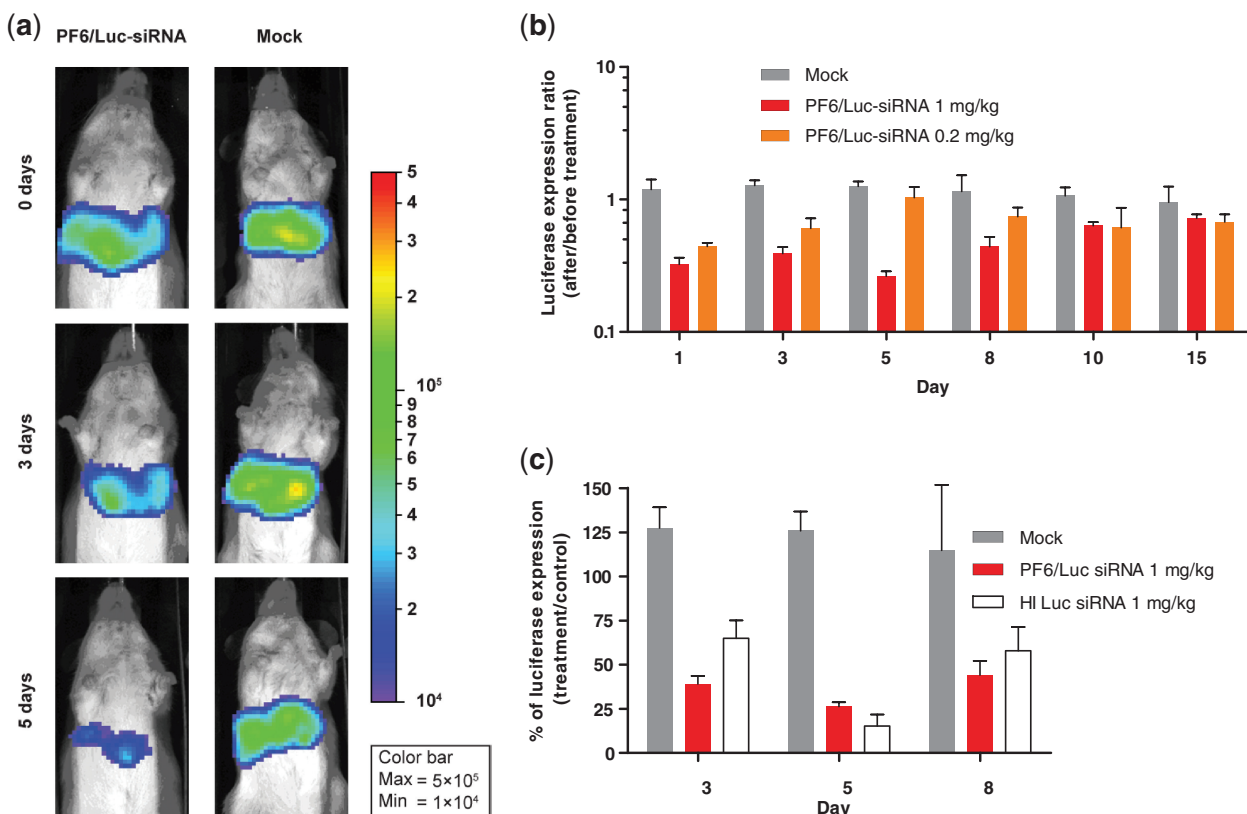 (a)
PF6/Luc-siRNA Mock
0 days
3 days
5 days
5
4
3
2
10⁵
9
8
7
6
5
4
3
2
10⁴
Color bar
Max = 5×10⁵
Min = 1×10⁴
(b)
Luciferase expression ratio
(after/before treatment)
10
1
0.1
Mock
PF6/Luc-siRNA 1 mg/kg
PF6/Luc-siRNA 0.2 mg/kg
1 3 5 8 10 15
Day
(c)
% of luciferase expression
(treatment/control)
150
125
100
75
50
25
0
Mock
PF6/Luc siRNA 1 mg/kg
HI Luc siRNA 1 mg/kg
3 5 8
Day